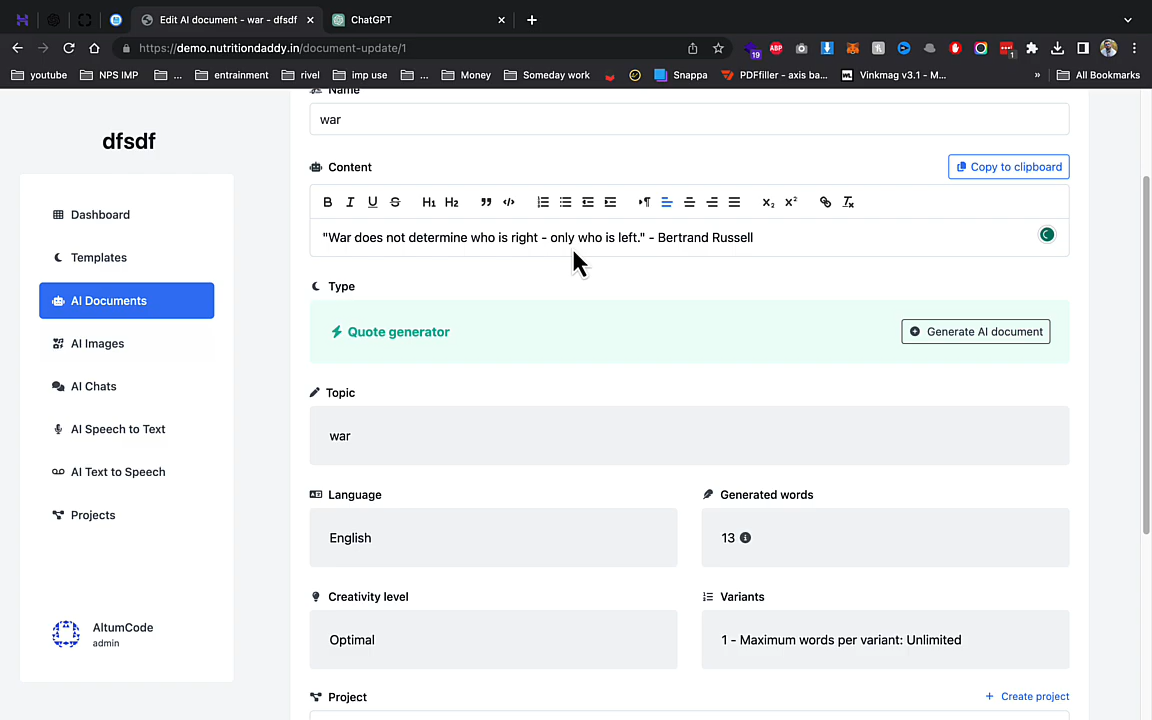 Edit AI document - war - dfsdf
ChatGPT
https://demo.nutritiondaddy.in/document-update/1
19
ABP
1
youtube
NPS IMP
...
entrainment
rivel
imp use
...
Money
Someday work
Snappa
PDFfiller - axis ba...
Vinkmag v3.1 - M...
»
All Bookmarks
dfsdf
Dashboard
Templates
AI Documents
AI Images
AI Chats
AI Speech to Text
AI Text to Speech
Projects
AltumCode
admin
Name
war
Content
Copy to clipboard
B I U S H1 H2
"War does not determine who is right - only who is left." - Bertrand Russell
Type
Quote generator
Generate AI document
Topic
war
Language
Generated words
English
13
Creativity level
Variants
Optimal
1 - Maximum words per variant: Unlimited
Project
+ Create project